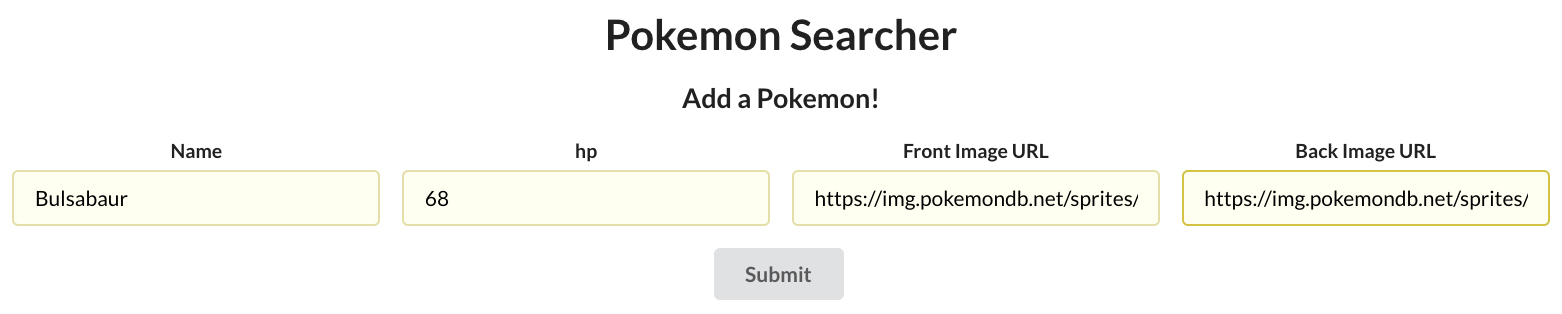 Pokemon Searcher
Add a Pokemon!
Name hp Front Image URL Back Image URL
Bulsabaur 68 https://img.pokemondb.net/sprites/ https://img.pokemondb.net/sprites/
Submit